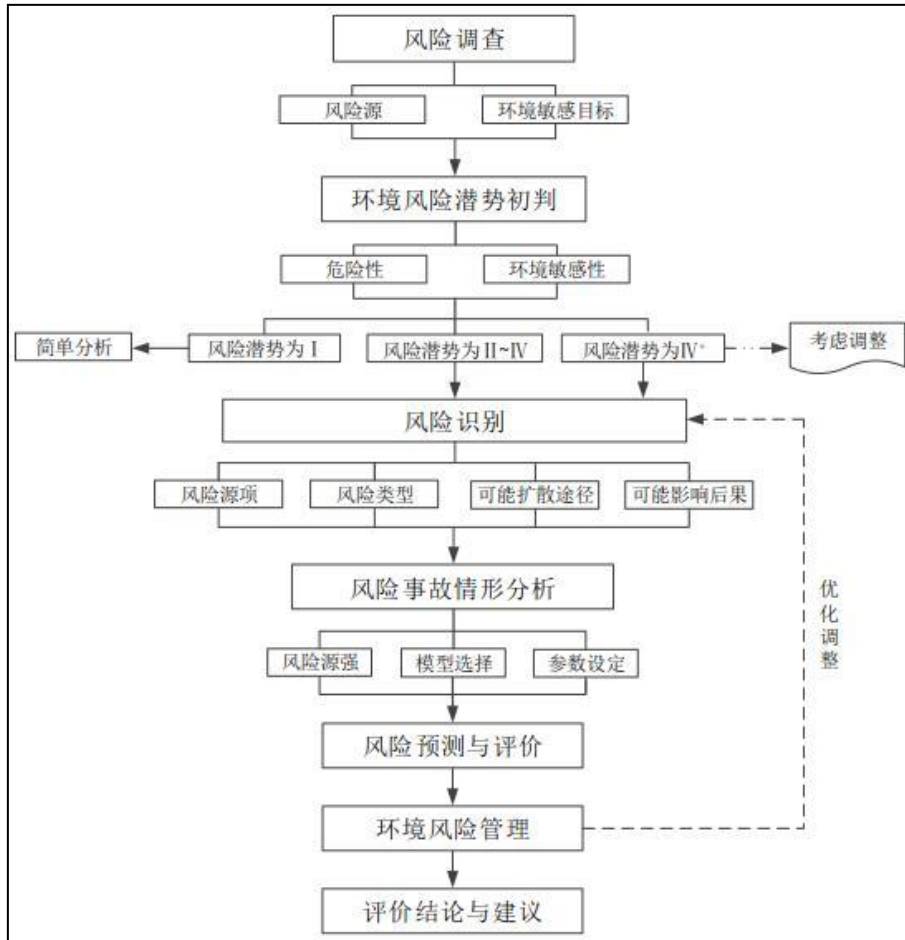 风险调查
风险源
环境敏感目标
环境风险潜势初判
危险性
环境敏感性
简单分析
风险潜势为Ⅰ
风险潜势为Ⅱ~Ⅳ
风险潜势为Ⅳ⁺
考虑调整
风险识别
风险源项
风险类型
可能扩散途径
可能影响后果
风险事故情形分析
风险源强
模型选择
参数设定
优化调整
风险预测与评价
环境风险管理
评价结论与建议